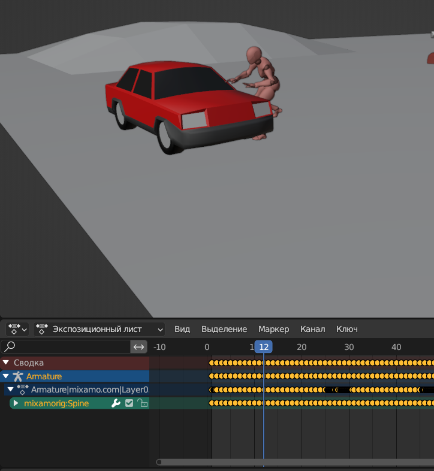 Экспозиционный лист Вид Выделение Маркер Канал Ключ
-10 0 12 20 30 40
Сводка
Armature
Armature|mixamo.com|Layer0
mixamorig:Spine